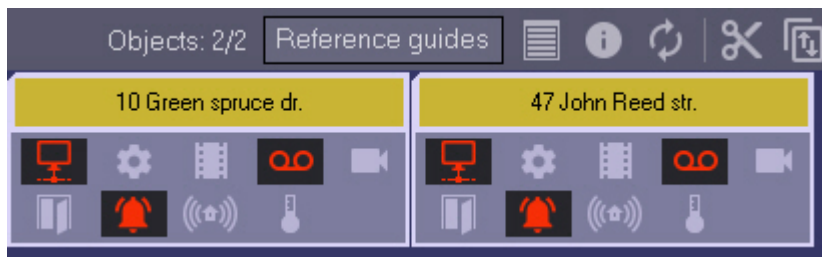 Objects: 2/2 Reference guides
10 Green spruce dr. 47 John Reed str.